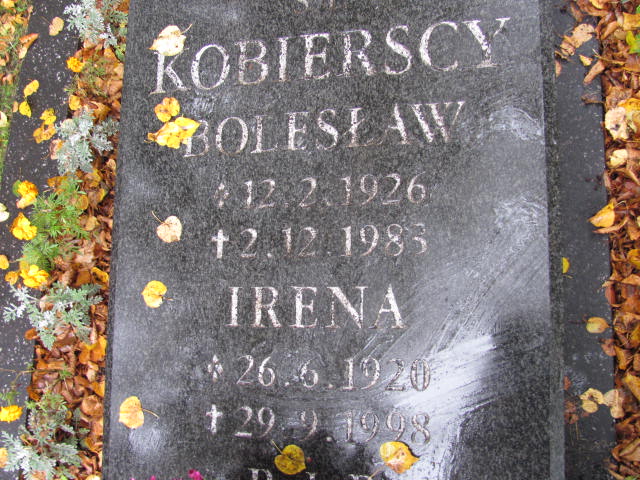 KOBIERSCY
BOLESŁAW
* 12.2.1926
✝ 2.12.1983
IRENA
* 26.6.1920
✝ 29.9.1998